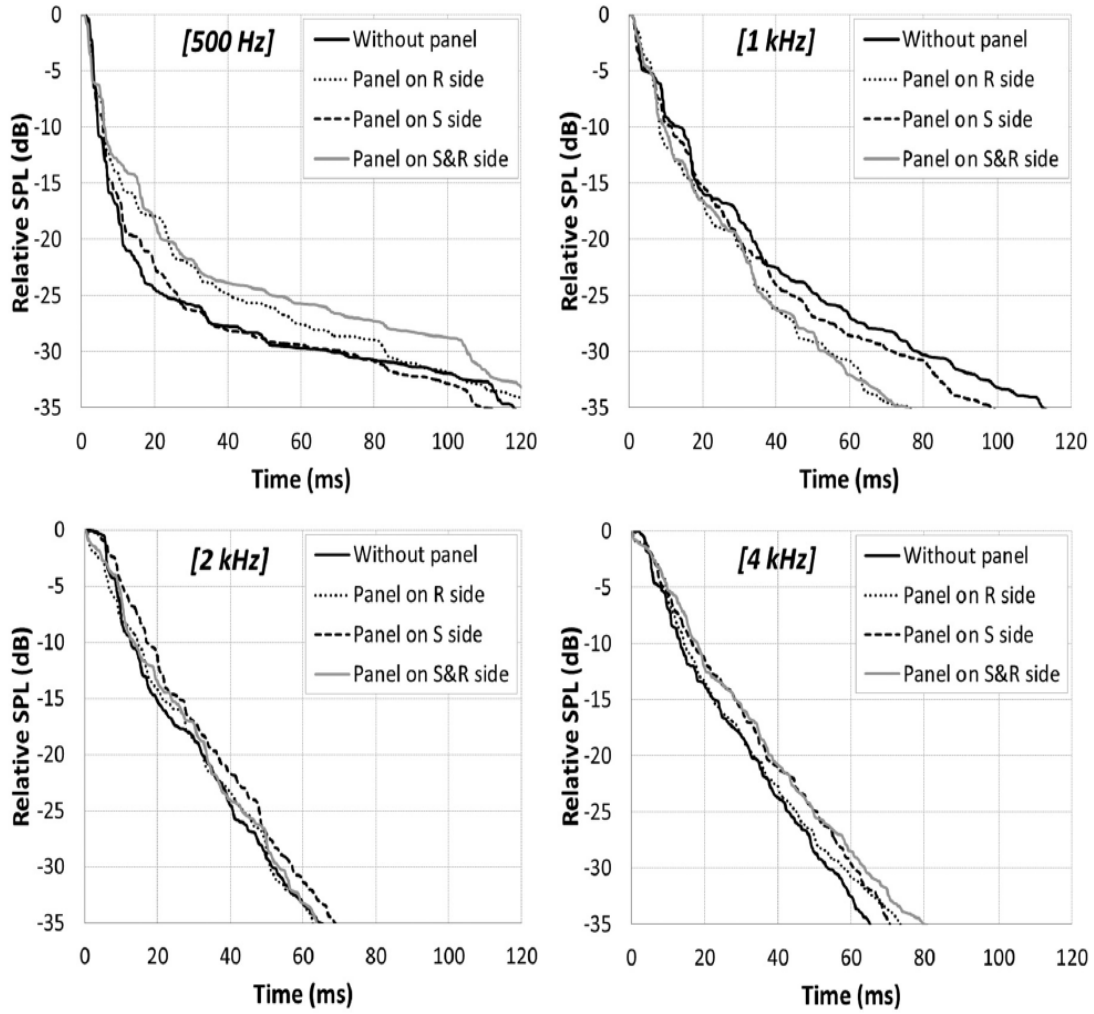 [500 Hz]
Without panel
Panel on R side
Panel on S side
Panel on S&R side
Relative SPL (dB)
0
-5
-10
-15
-20
-25
-30
-35
0 20 40 60 80 100 120
Time (ms)
[1 kHz]
Without panel
Panel on R side
Panel on S side
Panel on S&R side
Relative SPL (dB)
0
-5
-10
-15
-20
-25
-30
-35
0 20 40 60 80 100 120
Time (ms)
[2 kHz]
Without panel
Panel on R side
Panel on S side
Panel on S&R side
Relative SPL (dB)
0
-5
-10
-15
-20
-25
-30
-35
0 20 40 60 80 100 120
Time (ms)
[4 kHz]
Without panel
Panel on R side
Panel on S side
Panel on S&R side
Relative SPL (dB)
0
-5
-10
-15
-20
-25
-30
-35
0 20 40 60 80 100 120
Time (ms)